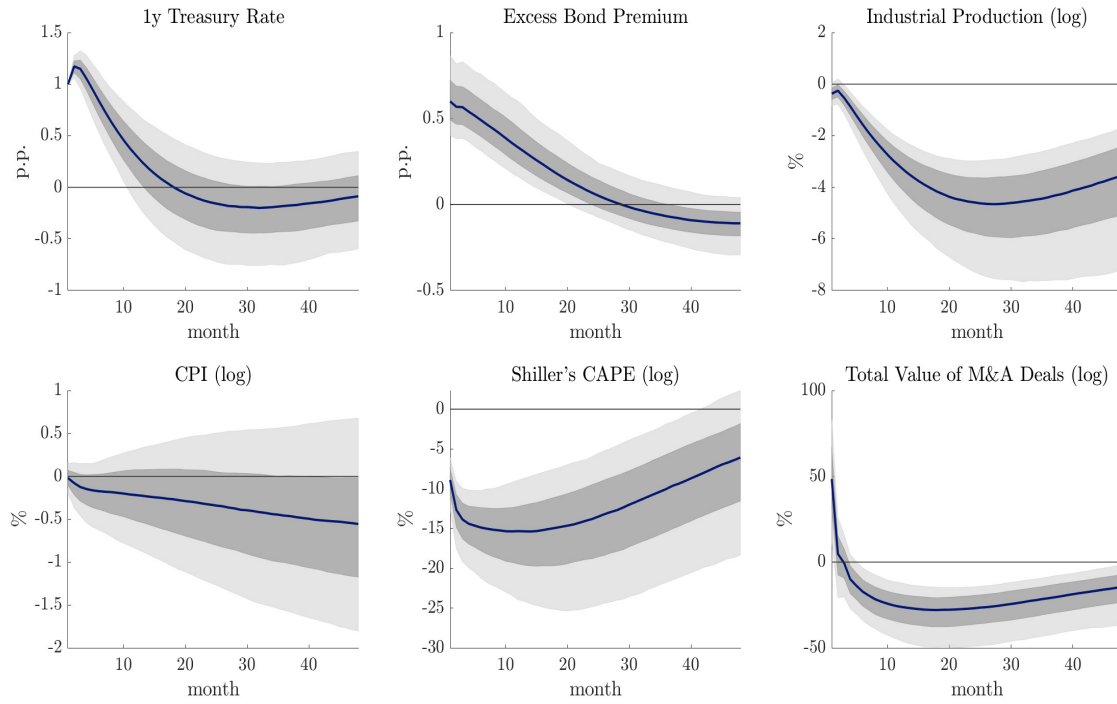 1y Treasury Rate
1.5
1
0.5
0
-0.5
-1
p.p.
10 20 30 40
month
Excess Bond Premium
1
0.5
0
-0.5
p.p.
10 20 30 40
month
Industrial Production (log)
2
0
-2
-4
-6
-8
%
10 20 30 40
month
CPI (log)
1
0.5
0
-0.5
-1
-1.5
-2
%
10 20 30 40
month
Shiller's CAPE (log)
0
-5
-10
-15
-20
-25
-30
%
10 20 30 40
month
Total Value of M&A Deals (log)
100
50
0
-50
%
10 20 30 40
month